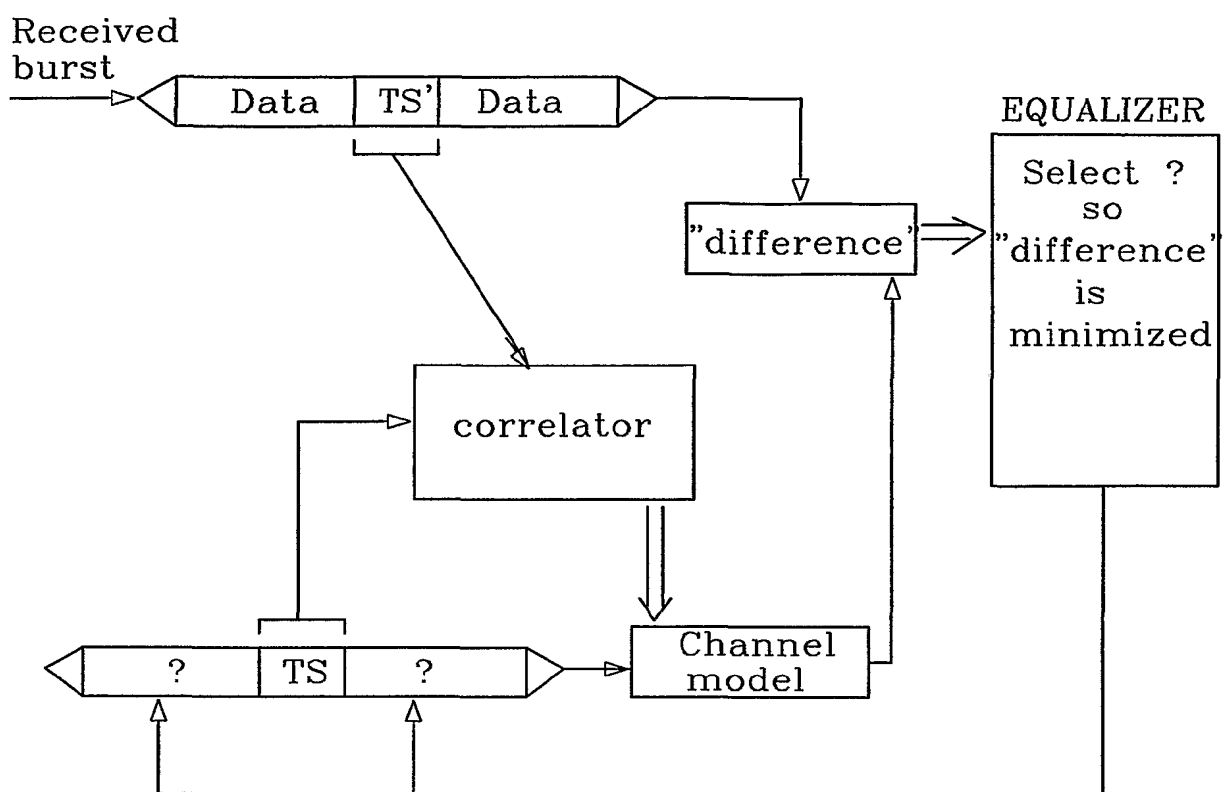 Received
burst
Data TS' Data
EQUALIZER
Select ?
so
"difference"
is
minimized
"difference"
correlator
? TS ?
Channel
model